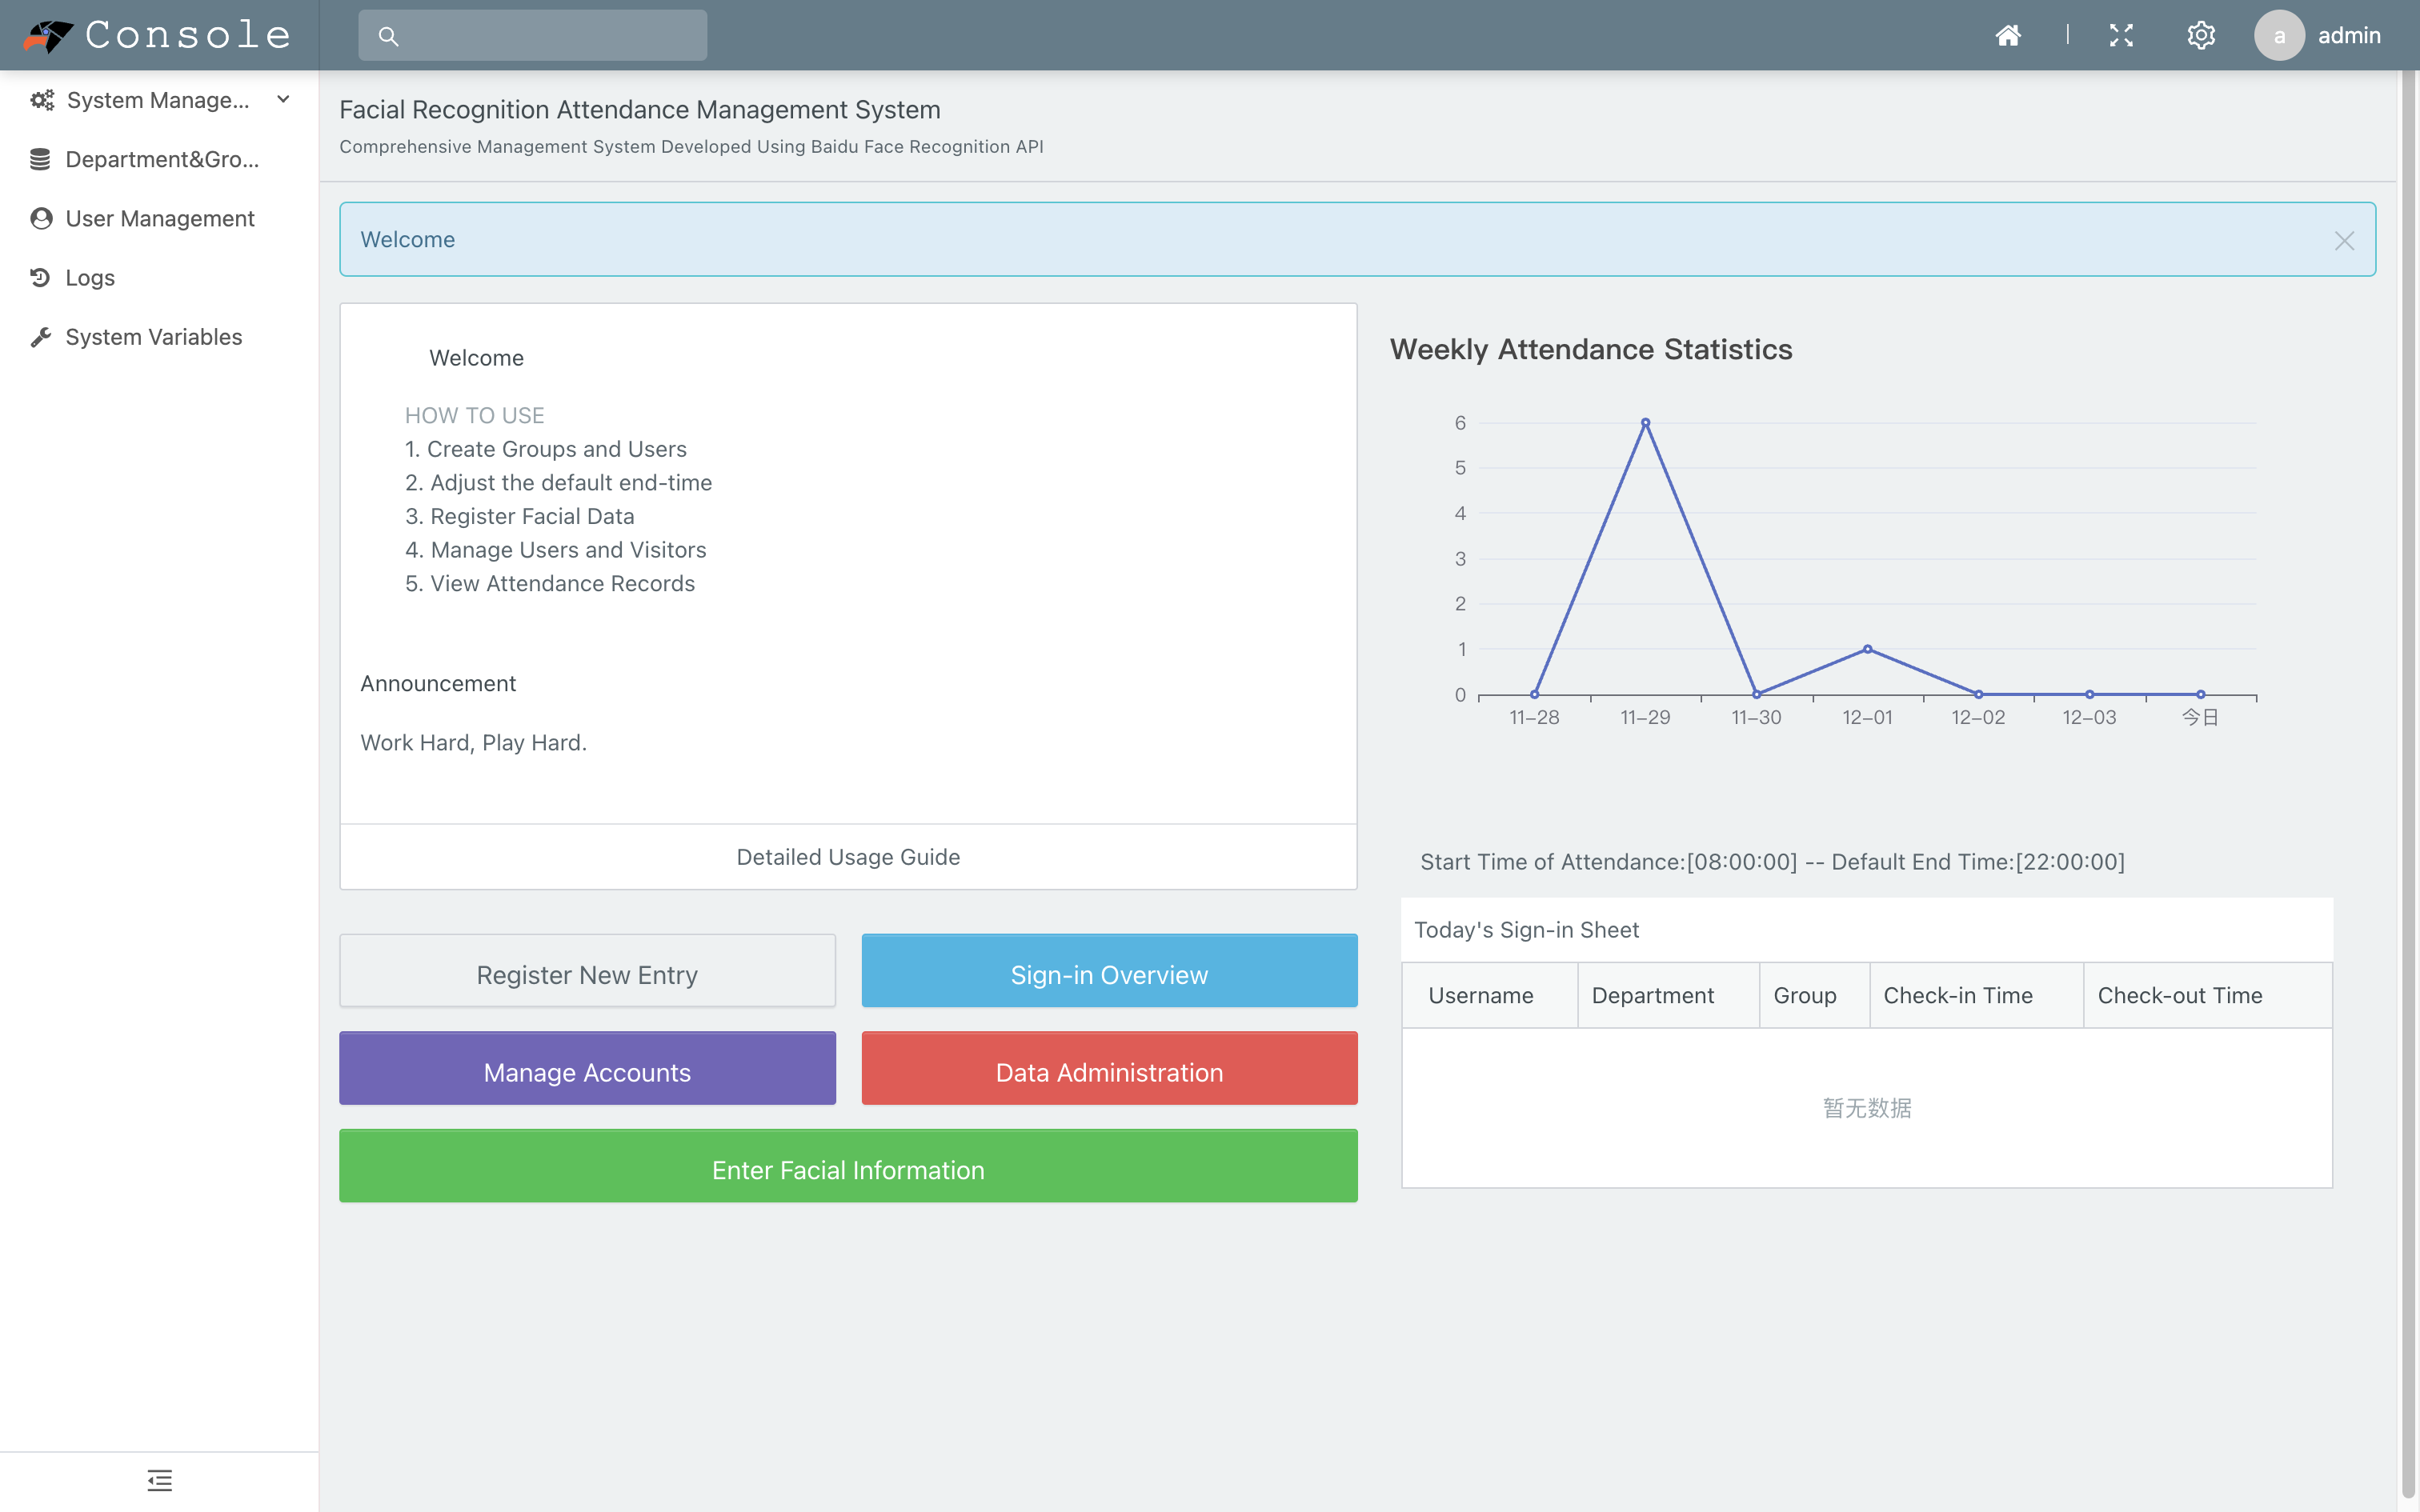 Console
a
admin
System Manage...
Department&Gro...
User Management
Logs
System Variables
Facial Recognition Attendance Management System
Comprehensive Management System Developed Using Baidu Face Recognition API
Welcome
Welcome
HOW TO USE
1. Create Groups and Users
2. Adjust the default end-time
3. Register Facial Data
4. Manage Users and Visitors
5. View Attendance Records
Announcement
Work Hard, Play Hard.
Detailed Usage Guide
Register New Entry
Sign-in Overview
Manage Accounts
Data Administration
Enter Facial Information
Weekly Attendance Statistics
6
5
4
3
2
1
0
11-28 11-29 11-30 12-01 12-02 12-03 今日
Start Time of Attendance:[08:00:00] -- Default End Time:[22:00:00]
Today's Sign-in Sheet
Username Department Group Check-in Time Check-out Time
暂无数据